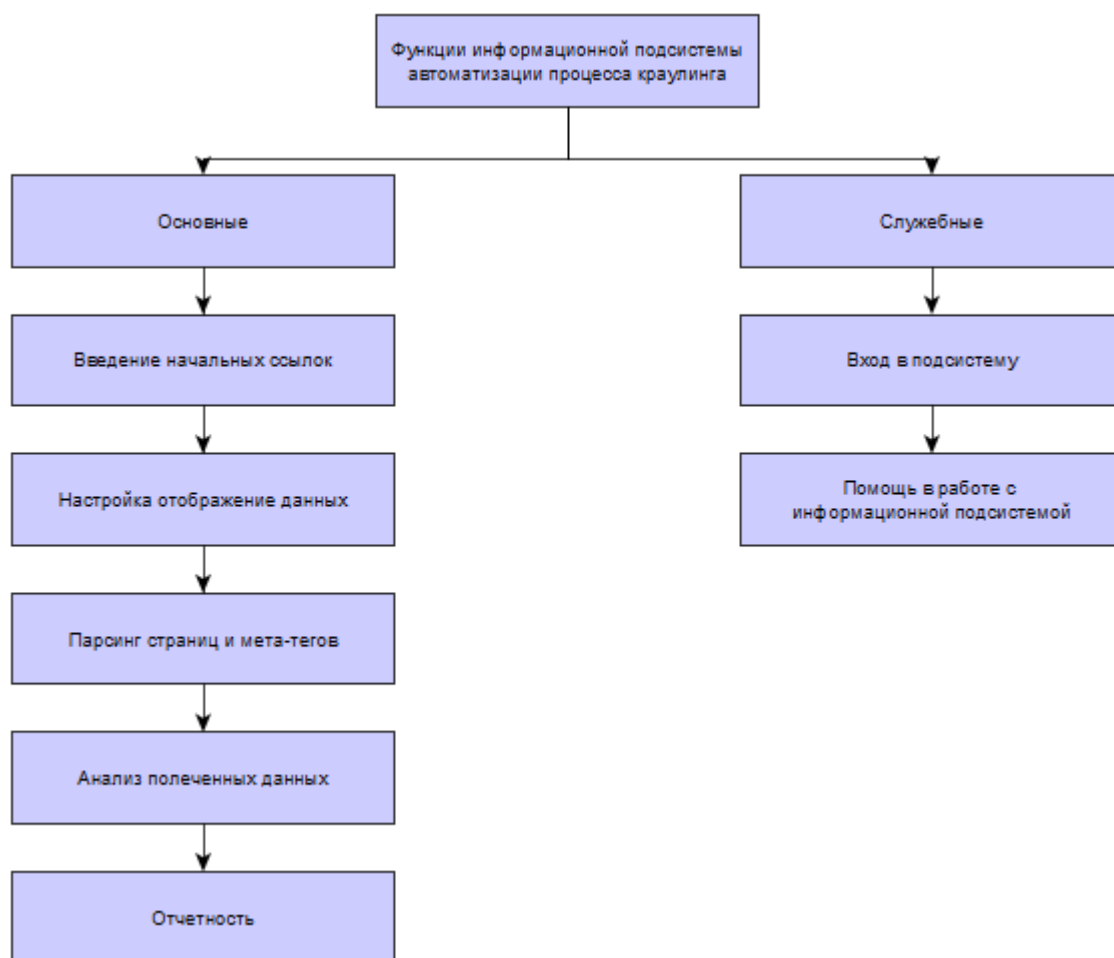 Функции информационной подсистемы
автоматизации процесса краулинга
Основные
Служебные
Введение начальных ссылок
Вход в подсистему
Настройка отображение данных
Помощь в работе с
информационной подсистемой
Парсинг страниц и мета-тегов
Анализ полеченных данных
Отчетность